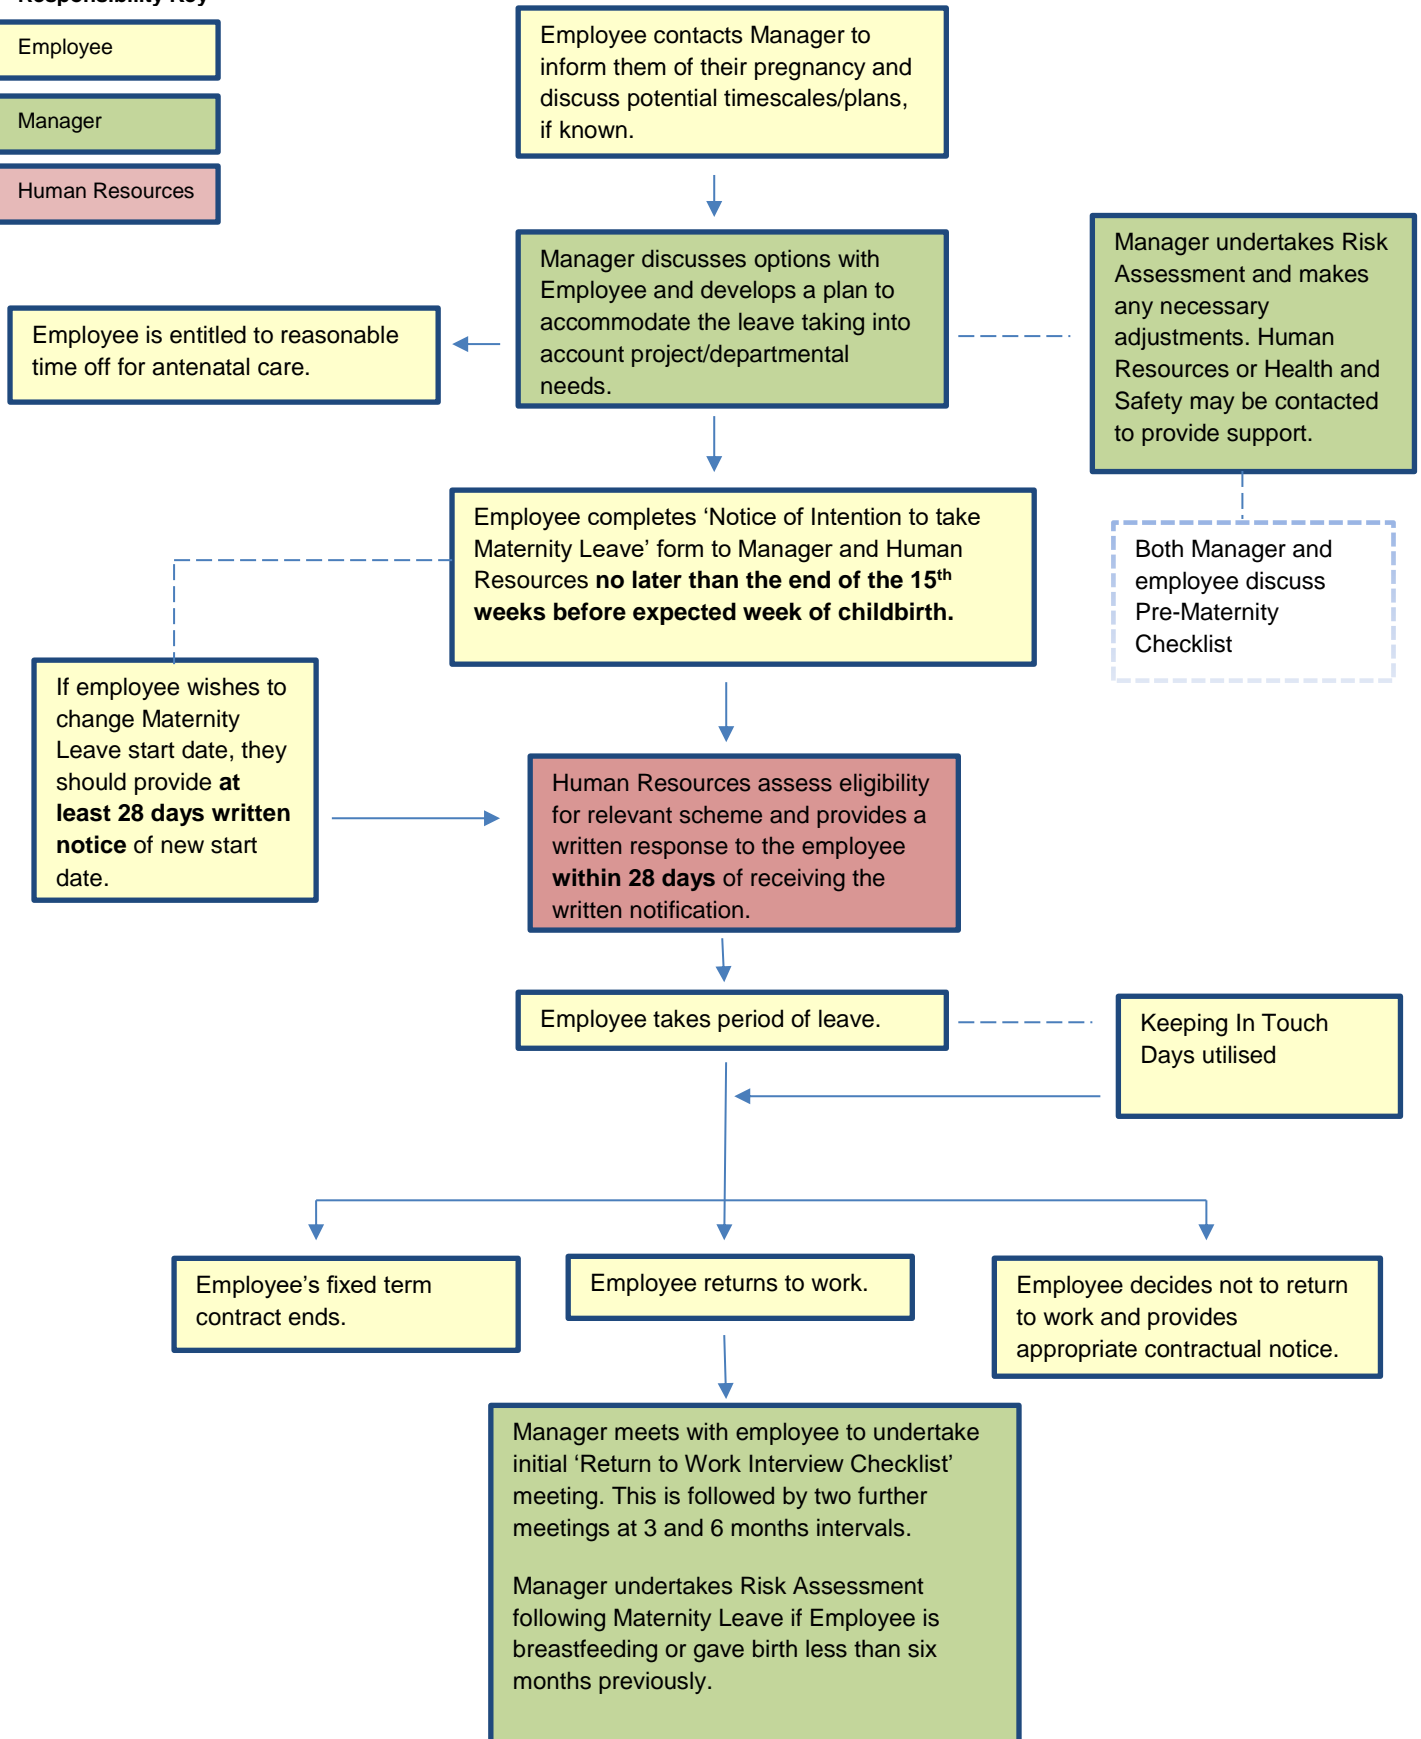 Responsibility Key
Employee
Manager
Human Resources
Employee contacts Manager to
inform them of their pregnancy and
discuss potential timescales/plans,
if known.
Manager discusses options with
Employee and develops a plan to
accommodate the leave taking into
account project/departmental
needs.
Manager undertakes Risk
Assessment and makes
any necessary
adjustments. Human
Resources or Health and
Safety may be contacted
to provide support.
Employee is entitled to reasonable
time off for antenatal care.
Employee completes ‘Notice of Intention to take
Maternity Leave’ form to Manager and Human
Resources no later than the end of the 15th
weeks before expected week of childbirth.
Both Manager and
employee discuss
Pre-Maternity
Checklist
If employee wishes to
change Maternity
Leave start date, they
should provide at
least 28 days written
notice of new start
date.
Human Resources assess eligibility
for relevant scheme and provides a
written response to the employee
within 28 days of receiving the
written notification.
Employee takes period of leave.
Keeping In Touch
Days utilised
Employee’s fixed term
contract ends.
Employee returns to work.
Employee decides not to return
to work and provides
appropriate contractual notice.
Manager meets with employee to undertake
initial ‘Return to Work Interview Checklist’
meeting. This is followed by two further
meetings at 3 and 6 months intervals.
Manager undertakes Risk Assessment
following Maternity Leave if Employee is
breastfeeding or gave birth less than six
months previously.